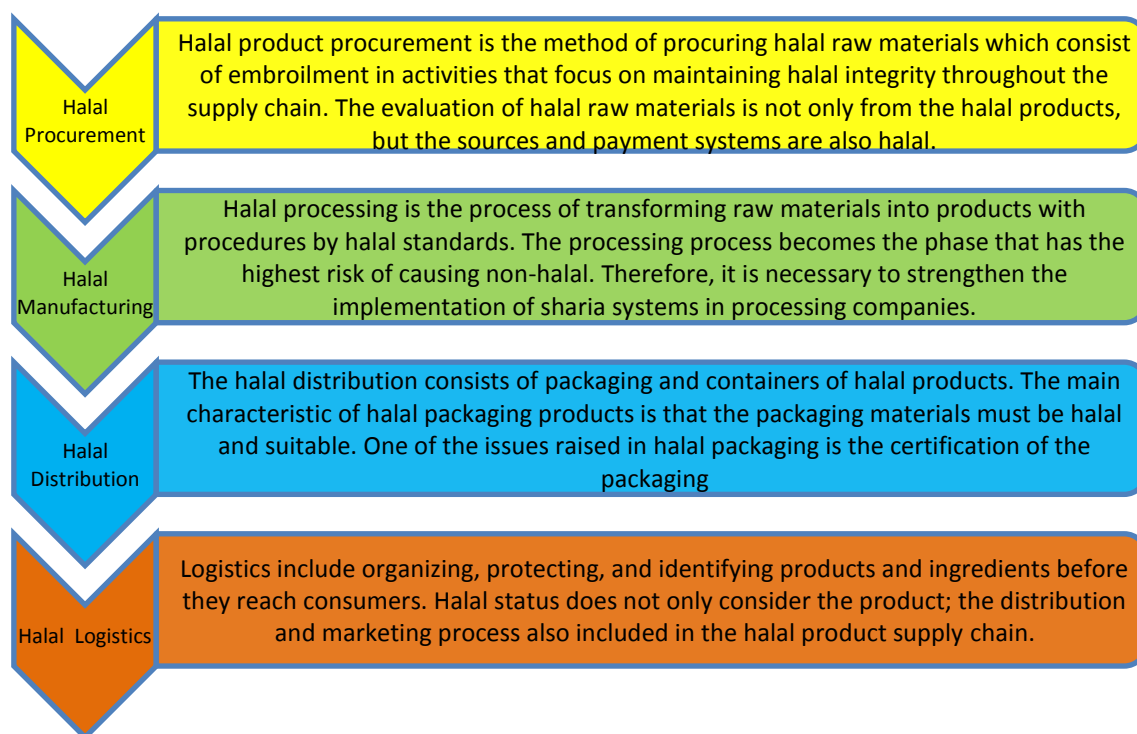 Halal
Procurement
Halal product procurement is the method of procuring halal raw materials which consist
of embroilment in activities that focus on maintaining halal integrity throughout the
supply chain. The evaluation of halal raw materials is not only from the halal products,
but the sources and payment systems are also halal.
Halal
Manufacturing
Halal processing is the process of transforming raw materials into products with
procedures by halal standards. The processing process becomes the phase that has the
highest risk of causing non-halal. Therefore, it is necessary to strengthen the
implementation of sharia systems in processing companies.
Halal
Distribution
The halal distribution consists of packaging and containers of halal products. The main
characteristic of halal packaging products is that the packaging materials must be halal
and suitable. One of the issues raised in halal packaging is the certification of the
packaging
Halal Logistics
Logistics include organizing, protecting, and identifying products and ingredients before
they reach consumers. Halal status does not only consider the product; the distribution
and marketing process also included in the halal product supply chain.